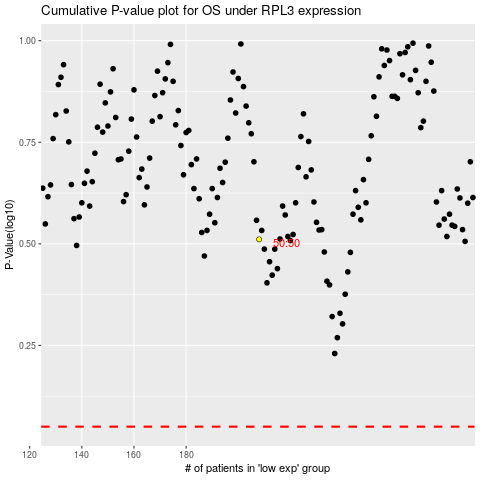 Cumulative P-value plot for OS under RPL3 expression
P-Value(log10)
1.00
0.75
0.50
0.25
50:50
120 140 160 180
# of patients in 'low exp' group